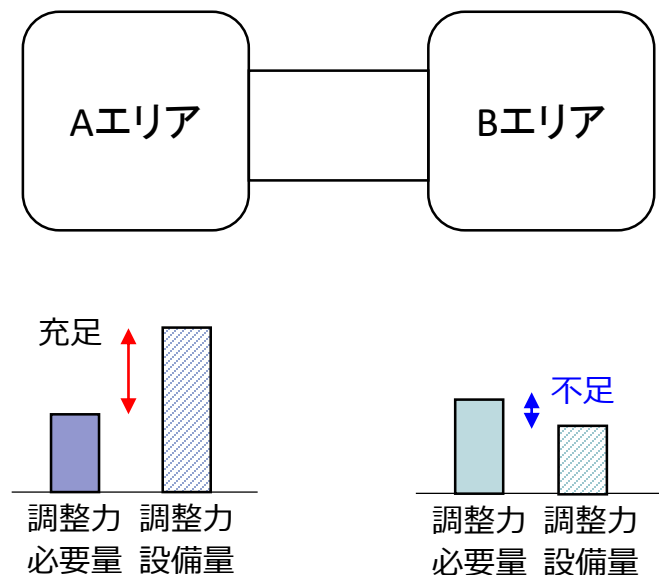 Aエリア
Bエリア
充足
不足
調整力 調整力
必要量 設備量
調整力 調整力
必要量 設備量